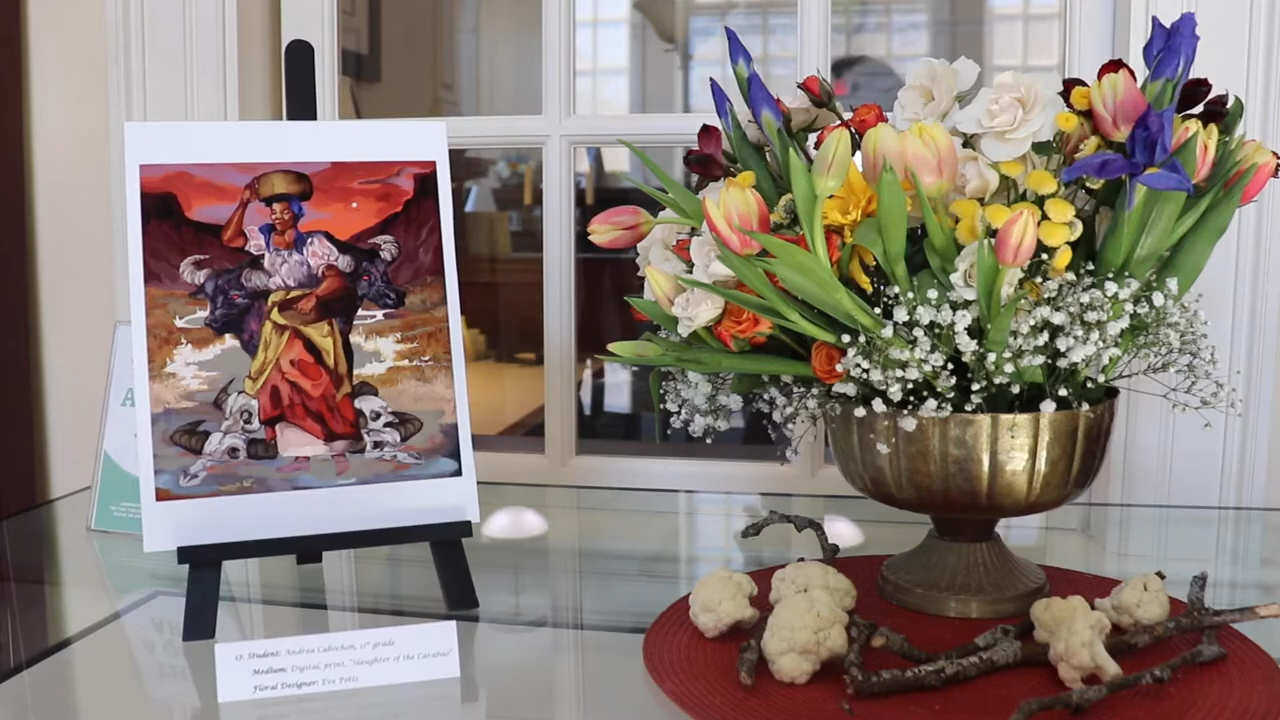 17. Student: Andrea Cabochon, 11th grade
Medium: Digital, print, "Slaughter of the Carabao"
Floral Designer: Eve Potts
A